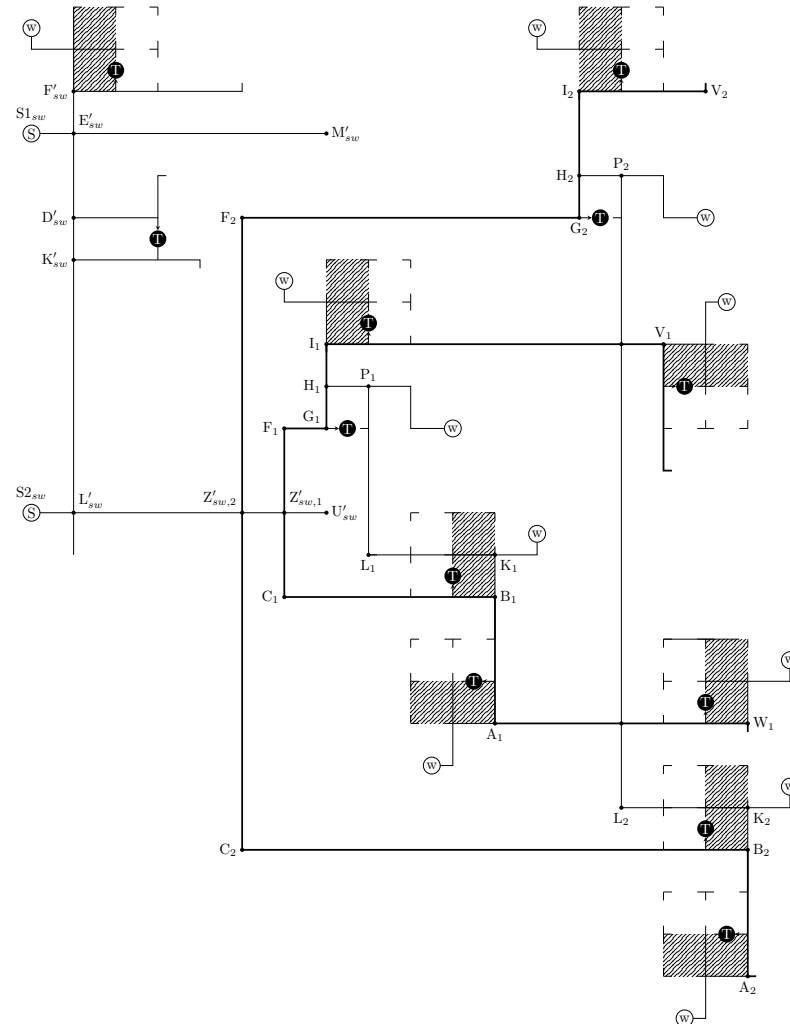 w
w
T
T
F′sw
I₂
V₂
S1sw
E′sw
S
M′sw
P₂
H₂
D′sw
F₂
T
w
G₂
T
K′sw
w
w
T
V₁
I₁
H₁
P₁
T
G₁
F₁
T
w
S2sw
L′sw
Z′sw,2
Z′sw,1
S
U′sw
w
L₁
K₁
T
C₁
B₁
w
T
T
A₁
W₁
w
w
L₂
K₂
T
C₂
B₂
T
A₂
w